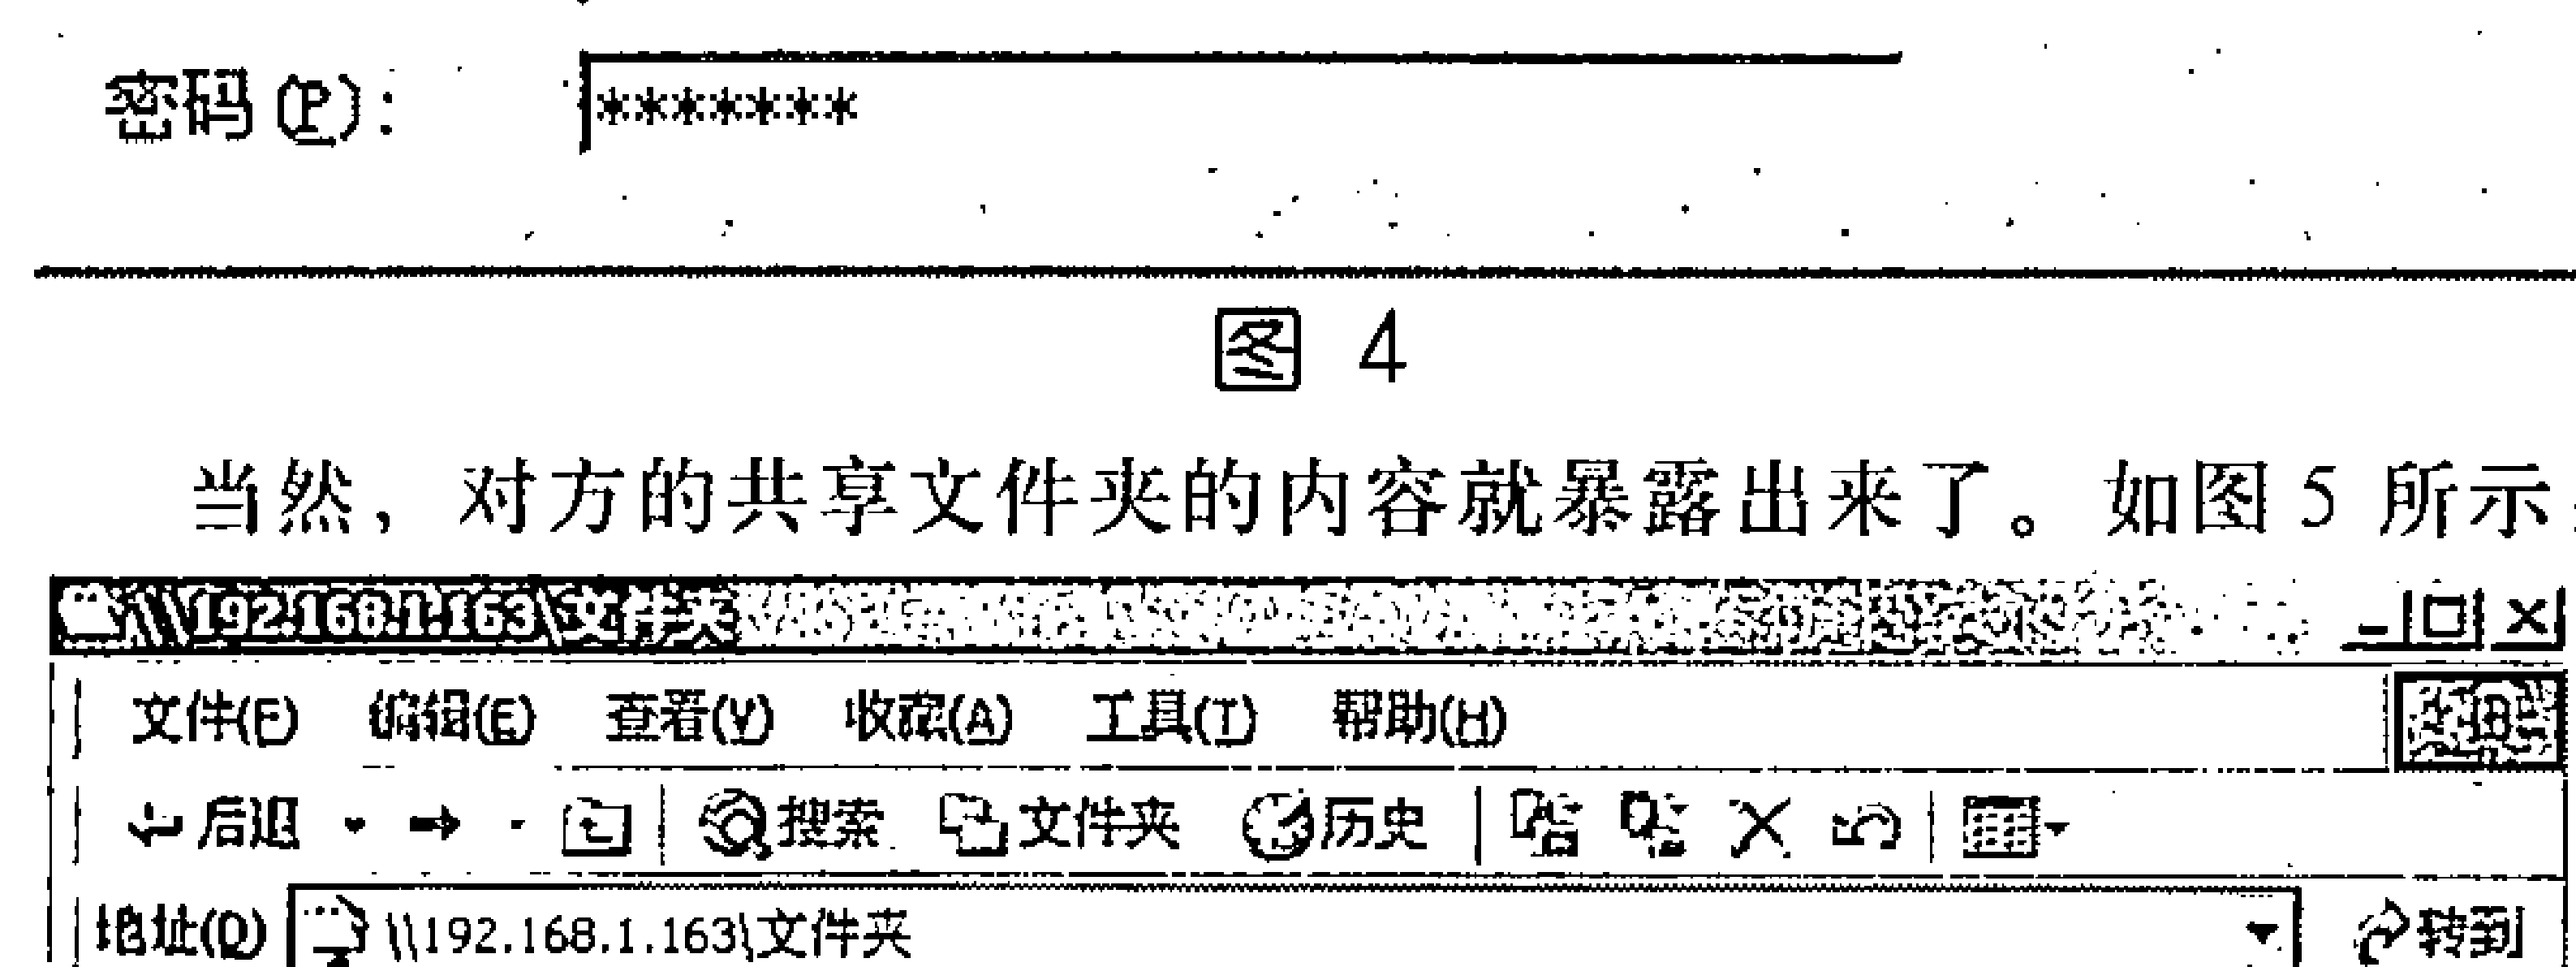 密码(P): *******
图 4
当然，对方的共享文件夹的内容就暴露出来了。如图 5 所示
\\192.168.1.163\文件夹
文件(F) 编辑(E) 查看(V) 收藏(A) 工具(T) 帮助(H)
后退 搜索 文件夹 历史
地址(D) \\192.168.1.163\文件夹 转到